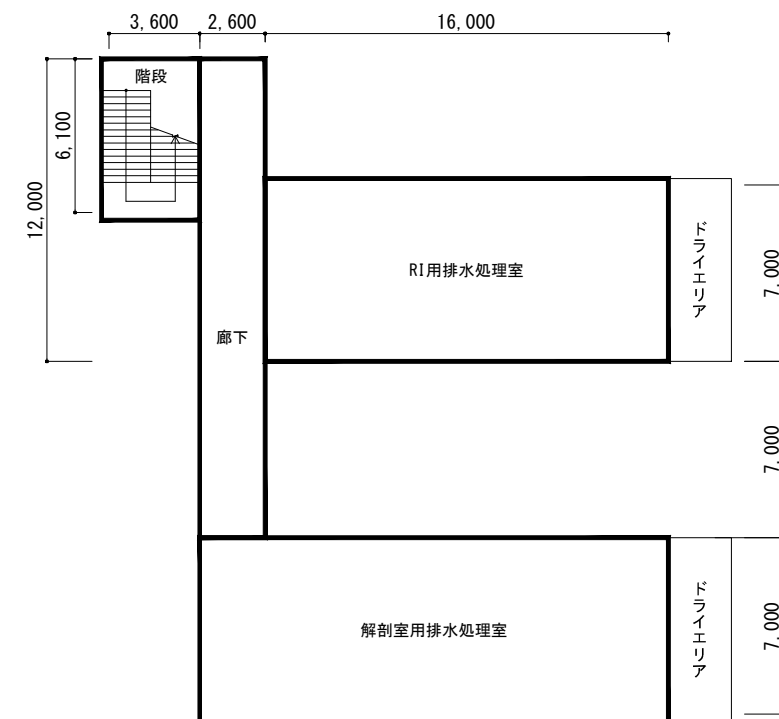 3,600
2,600
16,000
階段
6,100
12,000
RI用排水処理室
ドライエリア
7,000
廊下
7,000
解剖室用排水処理室
ドライエリア
7,000